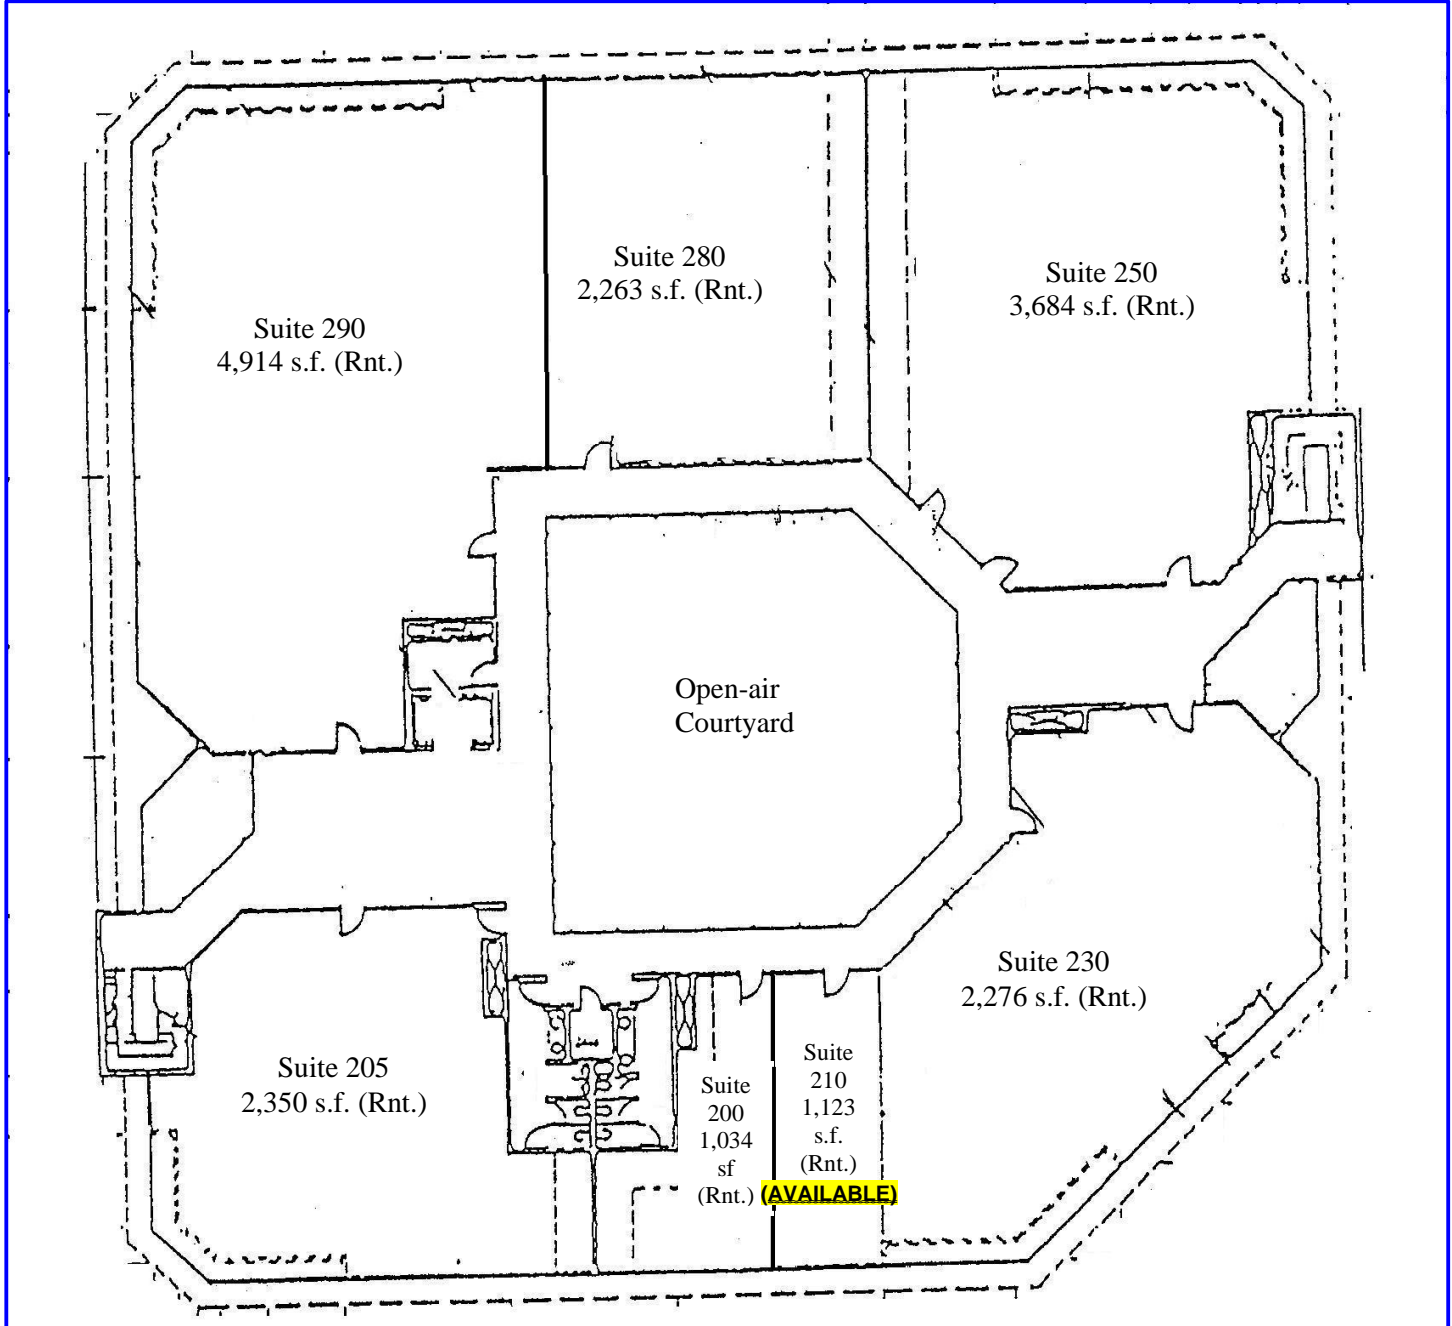 Suite 280
2,263 s.f. (Rnt.)
Suite 250
3,684 s.f. (Rnt.)
Suite 290
4,914 s.f. (Rnt.)
Open-air
Courtyard
Suite 230
2,276 s.f. (Rnt.)
Suite 205
2,350 s.f. (Rnt.)
Suite
200
1,034
sf
(Rnt.)
Suite
210
1,123
s.f.
(Rnt.)
(AVAILABLE)